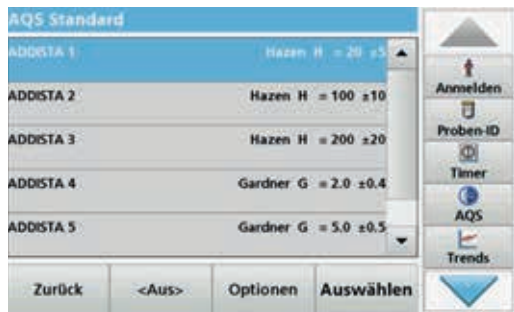 AQS Standard
ADDISTA 1 Hazen H = 20 ±5
ADDISTA 2 Hazen H = 100 ±10
ADDISTA 3 Hazen H = 200 ±20
ADDISTA 4 Gardner G = 2.0 ±0.4
ADDISTA 5 Gardner G = 5.0 ±0.5
Zurück <Aus> Optionen Auswählen
Anmelden
Proben-ID
Timer
AQS
Trends